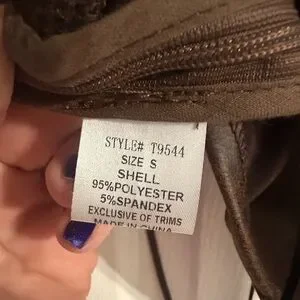 STYLE# T9544
SIZE S
SHELL
95%POLYESTER
5%SPANDEX
EXCLUSIVE OF TRIMS
MADE IN CHINA